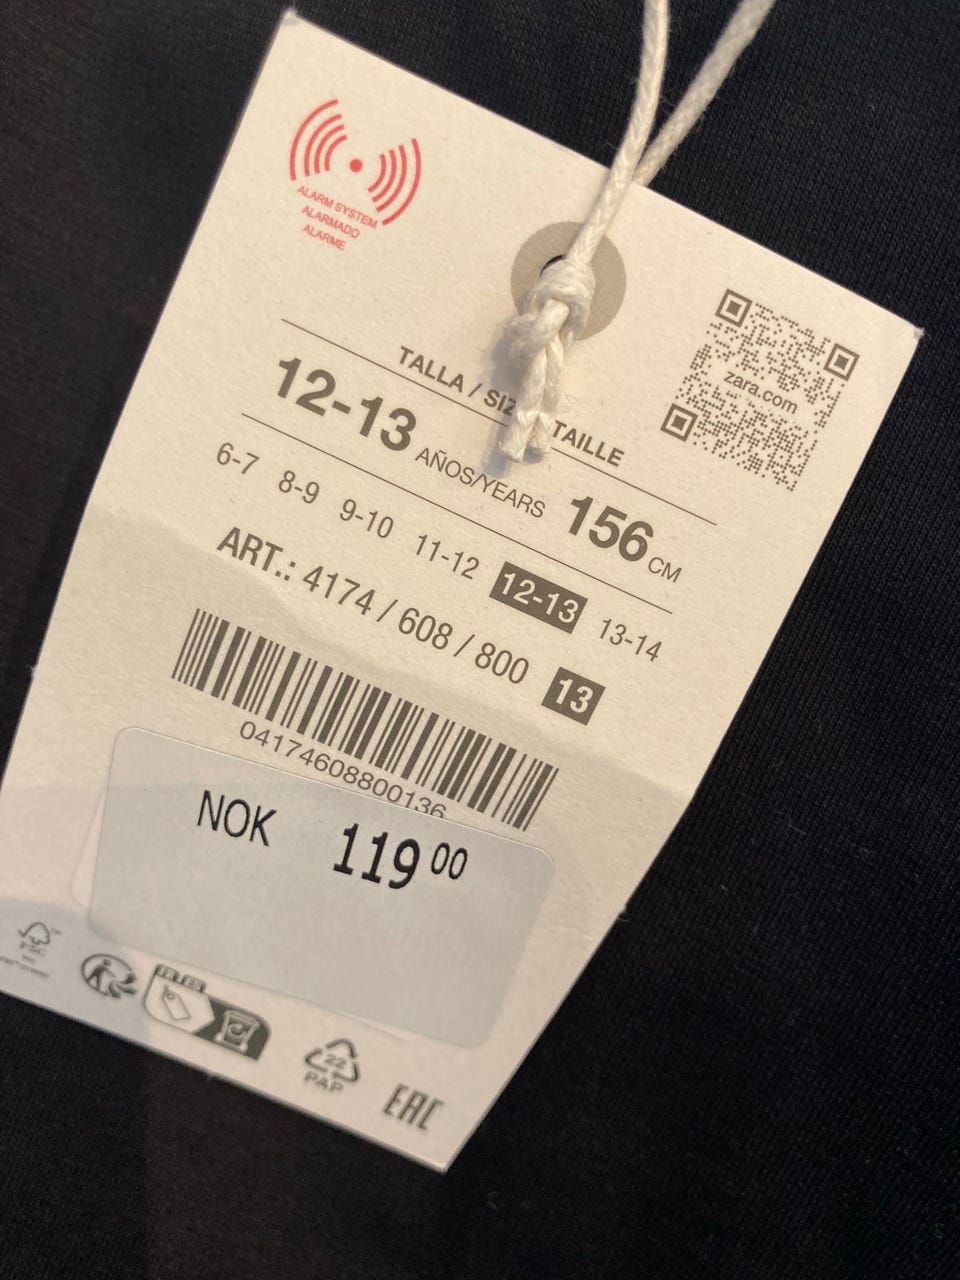 ALARM SYSTEM
ALARMADO
ALARME
zara.com
TALLA / SIZ TAILLE
12-13 AÑOS/YEARS 156 CM
6-7 8-9 9-10 11-12 12-13 13-14
ART.: 4174 / 608 / 800 13
04174608800136
NOK 119 00
FSC
22
PAP
EAC